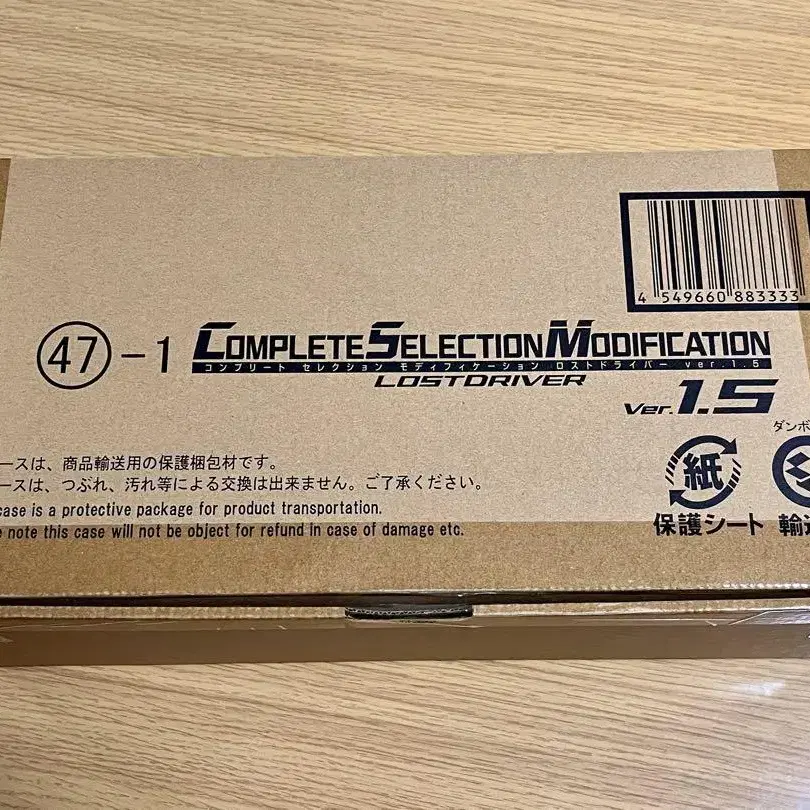 4 549660 883333
㊼-1 COMPLETE SELECTION MODIFICATION
コンプリート セレクション モディフィケーション ロストドライバー ver.1.5
LOSTDRIVER
Ver.1.5
ダンボ
ースは、商品輸送用の保護梱包材です。
ースは、つぶれ、汚れ等による交換は出来ません。ご了承ください。
case is a protective package for product transportation.
note this case will not be object for refund in case of damage etc.
紙
保護シート
輸送